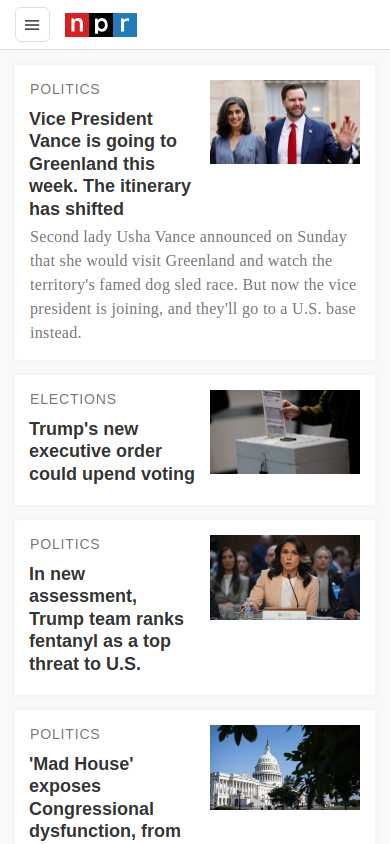 npr
POLITICS
Vice President
Vance is going to
Greenland this
week. The itinerary
has shifted
Second lady Usha Vance announced on Sunday
that she would visit Greenland and watch the
territory's famed dog sled race. But now the vice
president is joining, and they'll go to a U.S. base
instead.
ELECTIONS
Trump's new
executive order
could upend voting
POLITICS
In new
assessment,
Trump team ranks
fentanyl as a top
threat to U.S.
POLITICS
'Mad House'
exposes
Congressional
dysfunction, from